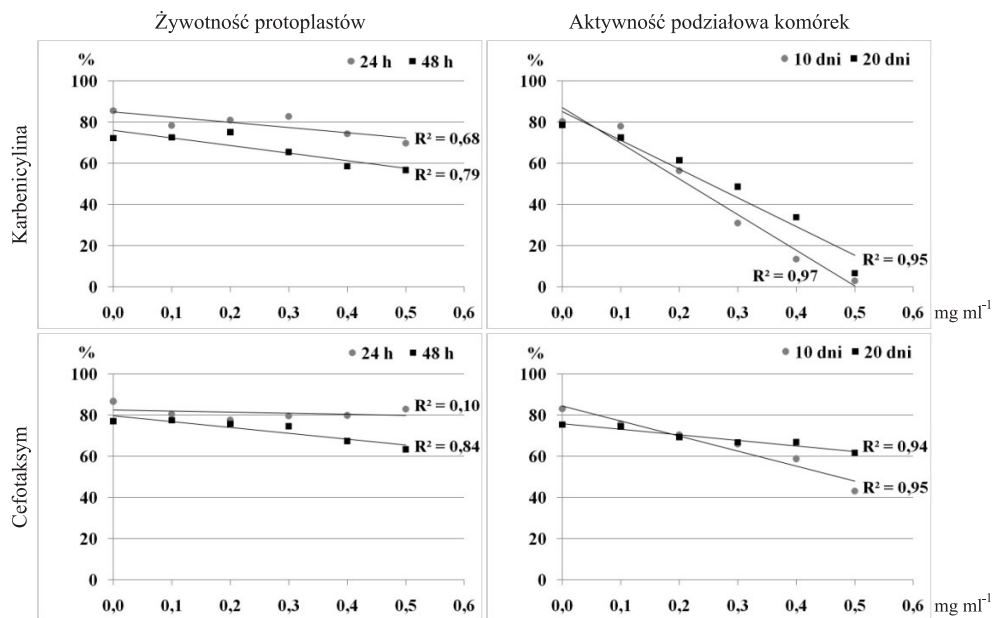 Żywotność protoplastów
Aktywność podziałowa komórek
Karbenicylina
%
24 h 48 h
100
80
60
40
20
0
R² = 0,68
R² = 0,79
0,0 0,1 0,2 0,3 0,4 0,5 0,6
%
10 dni 20 dni
100
80
60
40
20
0
R² = 0,95
R² = 0,97
0,0 0,1 0,2 0,3 0,4 0,5 0,6
mg ml⁻¹
Cefotaksym
%
24 h 48 h
100
80
60
40
20
0
R² = 0,10
R² = 0,84
0,0 0,1 0,2 0,3 0,4 0,5 0,6
%
10 dni 20 dni
100
80
60
40
20
0
R² = 0,94
R² = 0,95
0,0 0,1 0,2 0,3 0,4 0,5 0,6
mg ml⁻¹